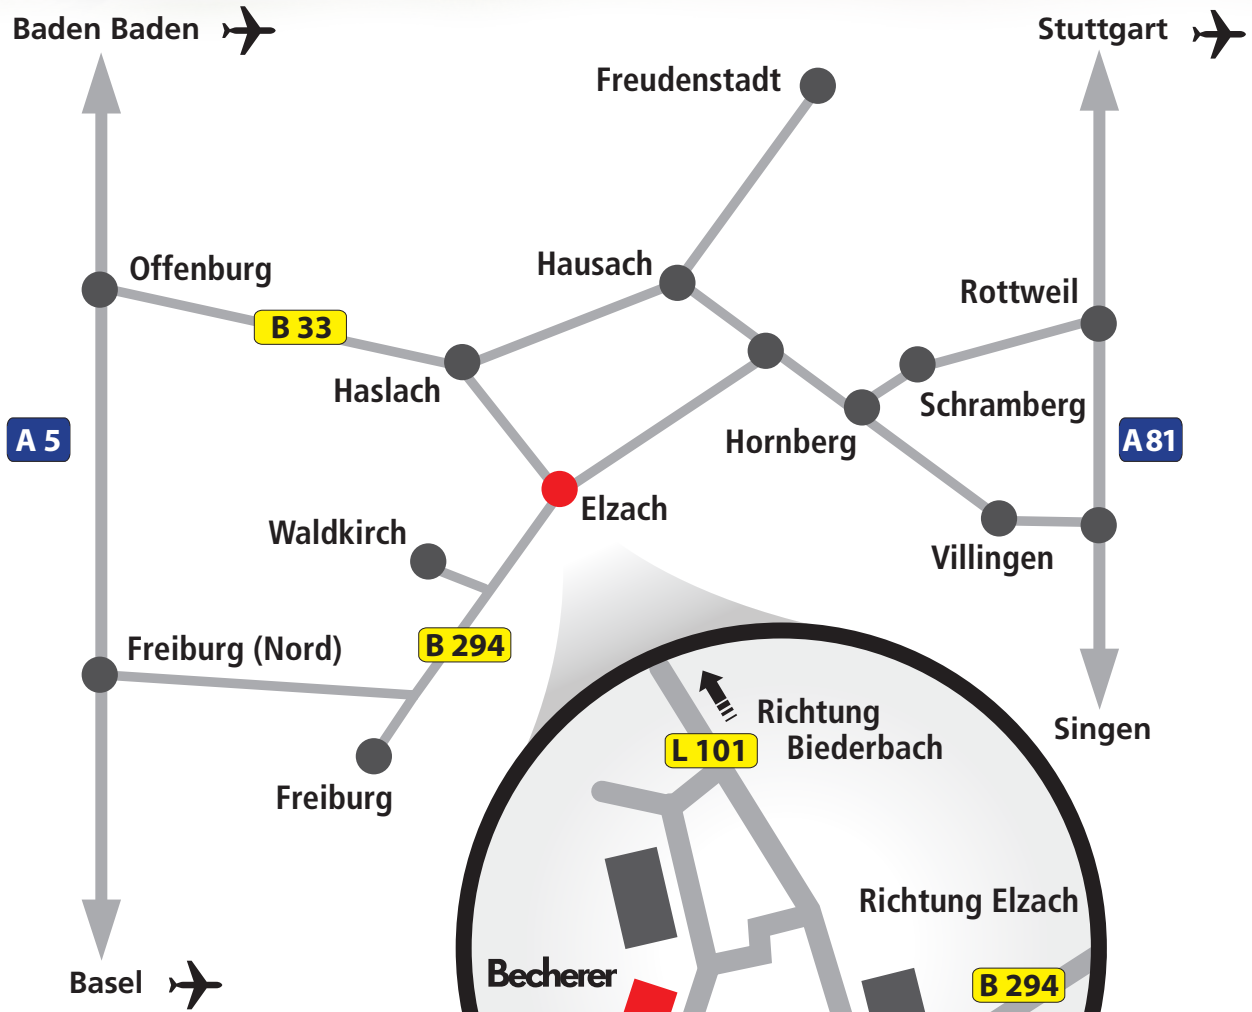 Baden Baden
Stuttgart
Freudenstadt
Hausach
Offenburg
Rottweil
B 33
Haslach
Schramberg
A 5
Hornberg
A 81
Elzach
Waldkirch
Villingen
Freiburg (Nord)
B 294
Richtung
Biederbach
Singen
L 101
Freiburg
Richtung Elzach
Basel
Becherer
B 294